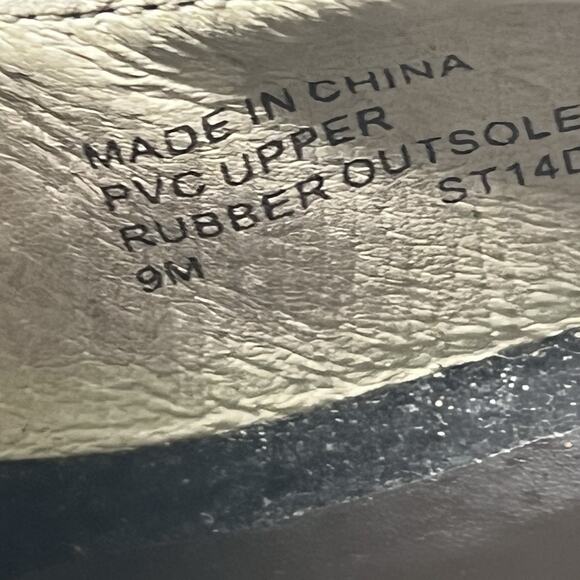 MADE IN CHINA
PVC UPPER
RUBBER OUTSOLE
9M ST14D